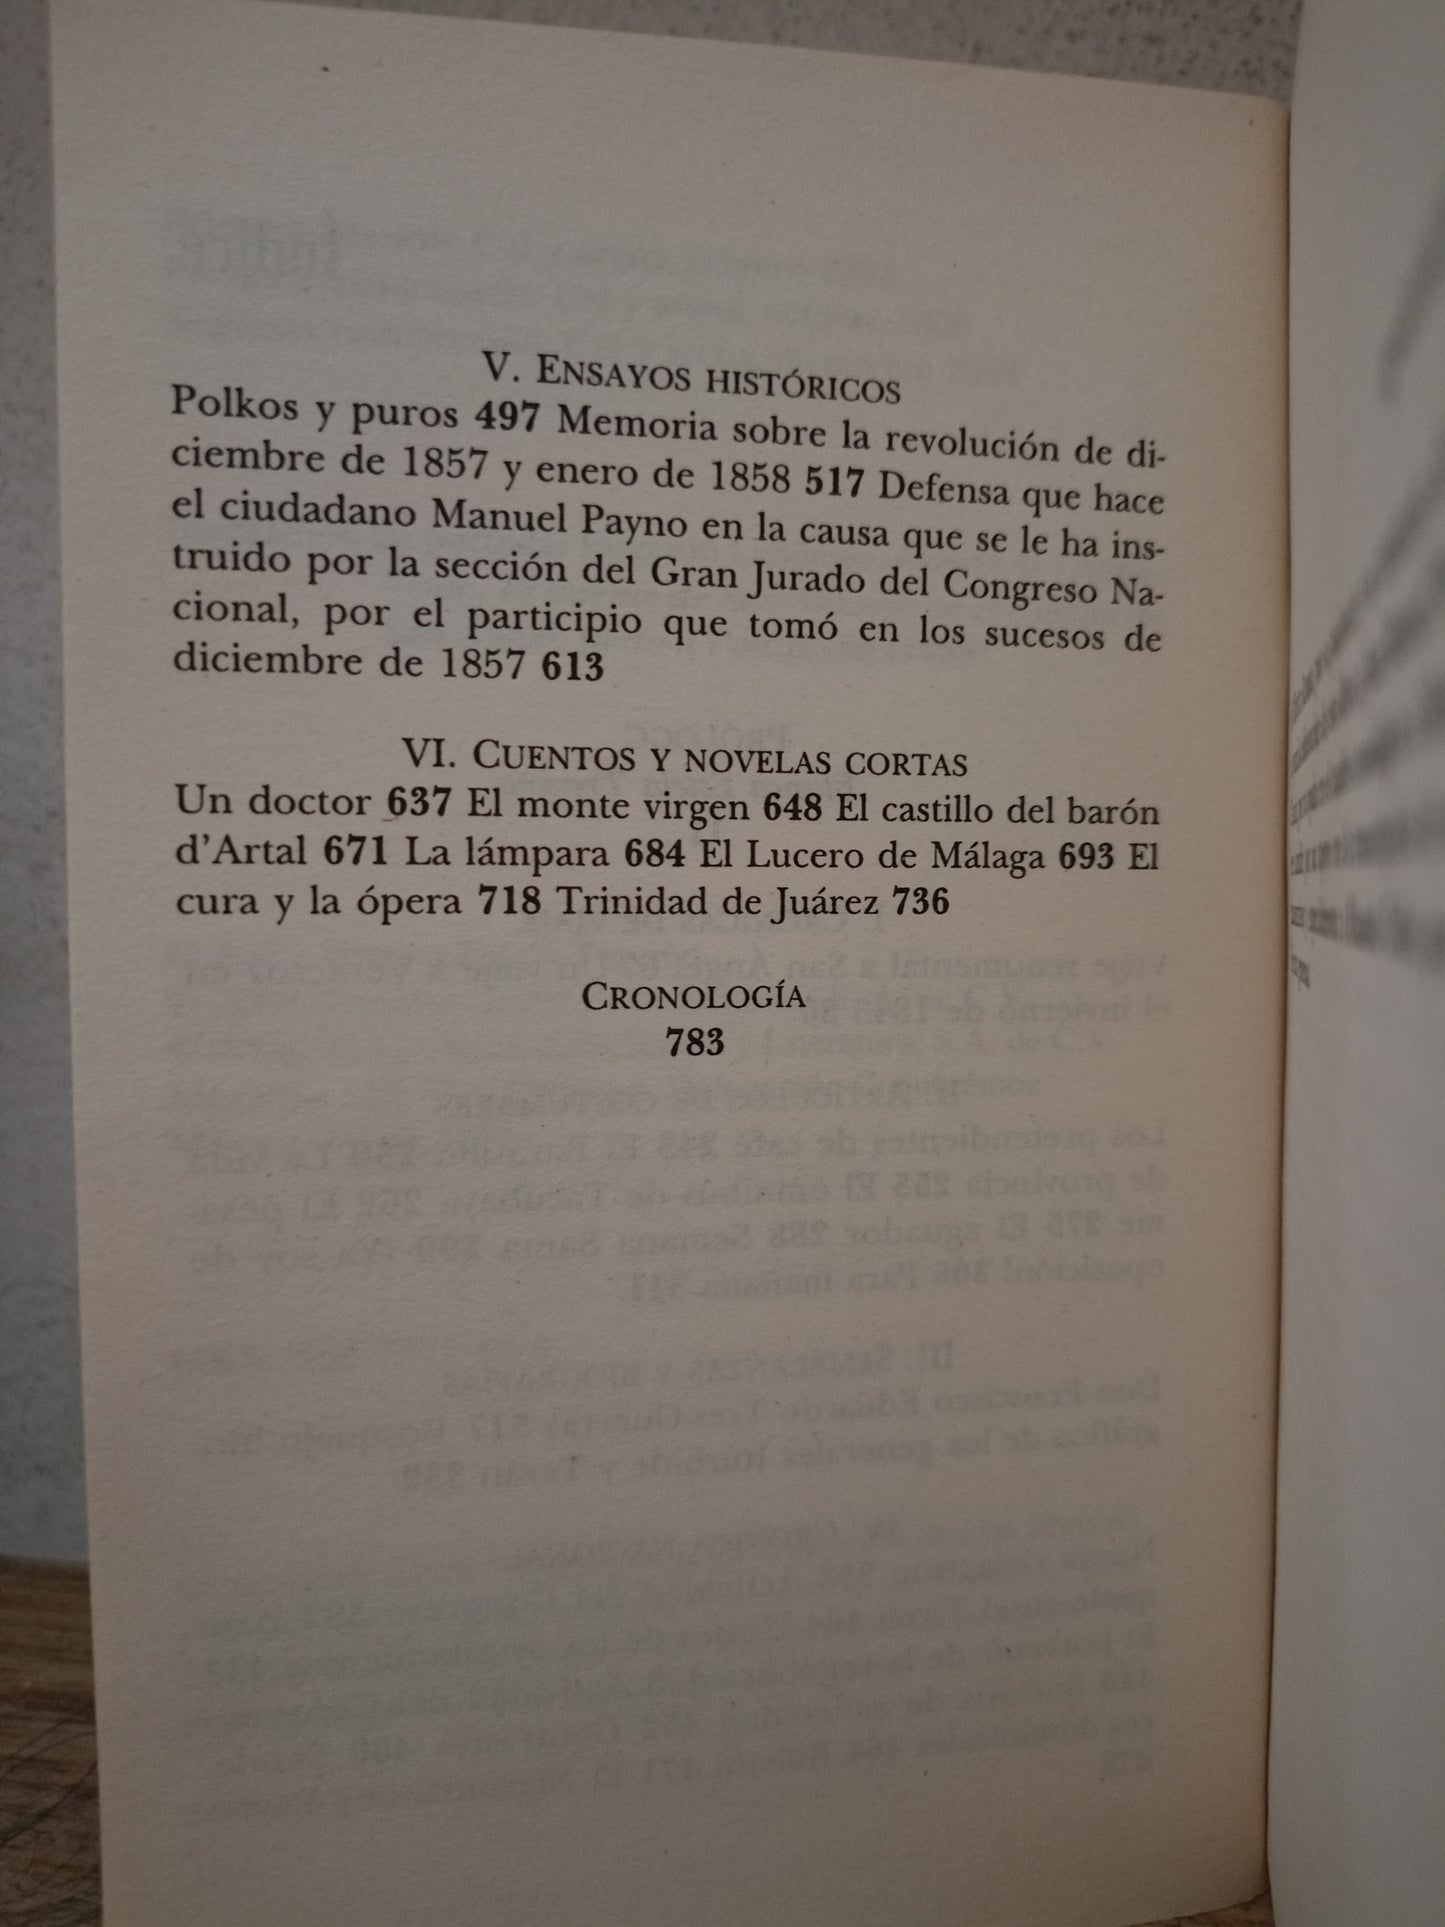 V. ENSAYOS HISTÓRICOS
Polkos y puros 497 Memoria sobre la revolución de di-
ciembre de 1857 y enero de 1858 517 Defensa que hace
el ciudadano Manuel Payno en la causa que se le ha ins-
truido por la sección del Gran Jurado del Congreso Na-
cional, por el participio que tomó en los sucesos de
diciembre de 1857 613
VI. CUENTOS Y NOVELAS CORTAS
Un doctor 637 El monte virgen 648 El castillo del barón
d'Artal 671 La lámpara 684 El Lucero de Málaga 693 El
cura y la ópera 718 Trinidad de Juárez 736
CRONOLOGÍA
783